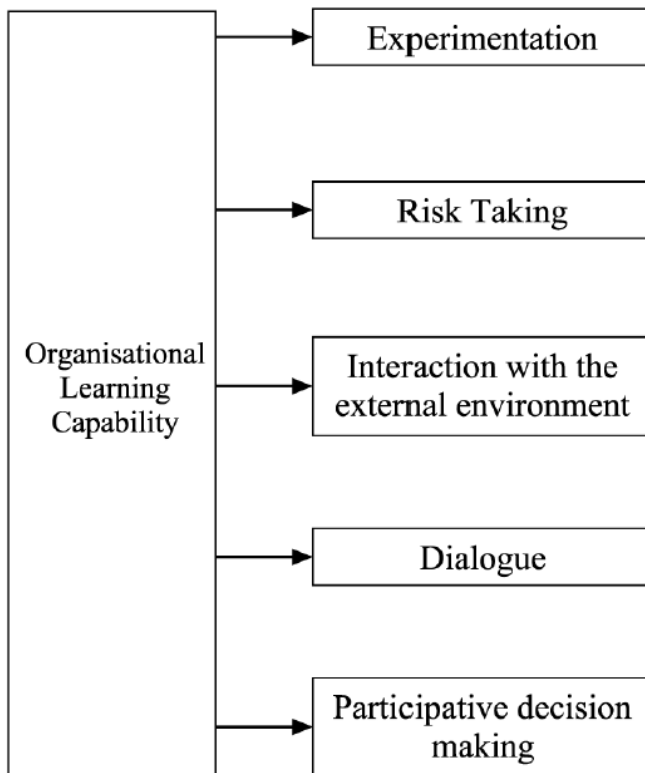 Experimentation
Risk Taking
Organisational
Learning
Capability
Interaction with the
external environment
Dialogue
Participative decision
making